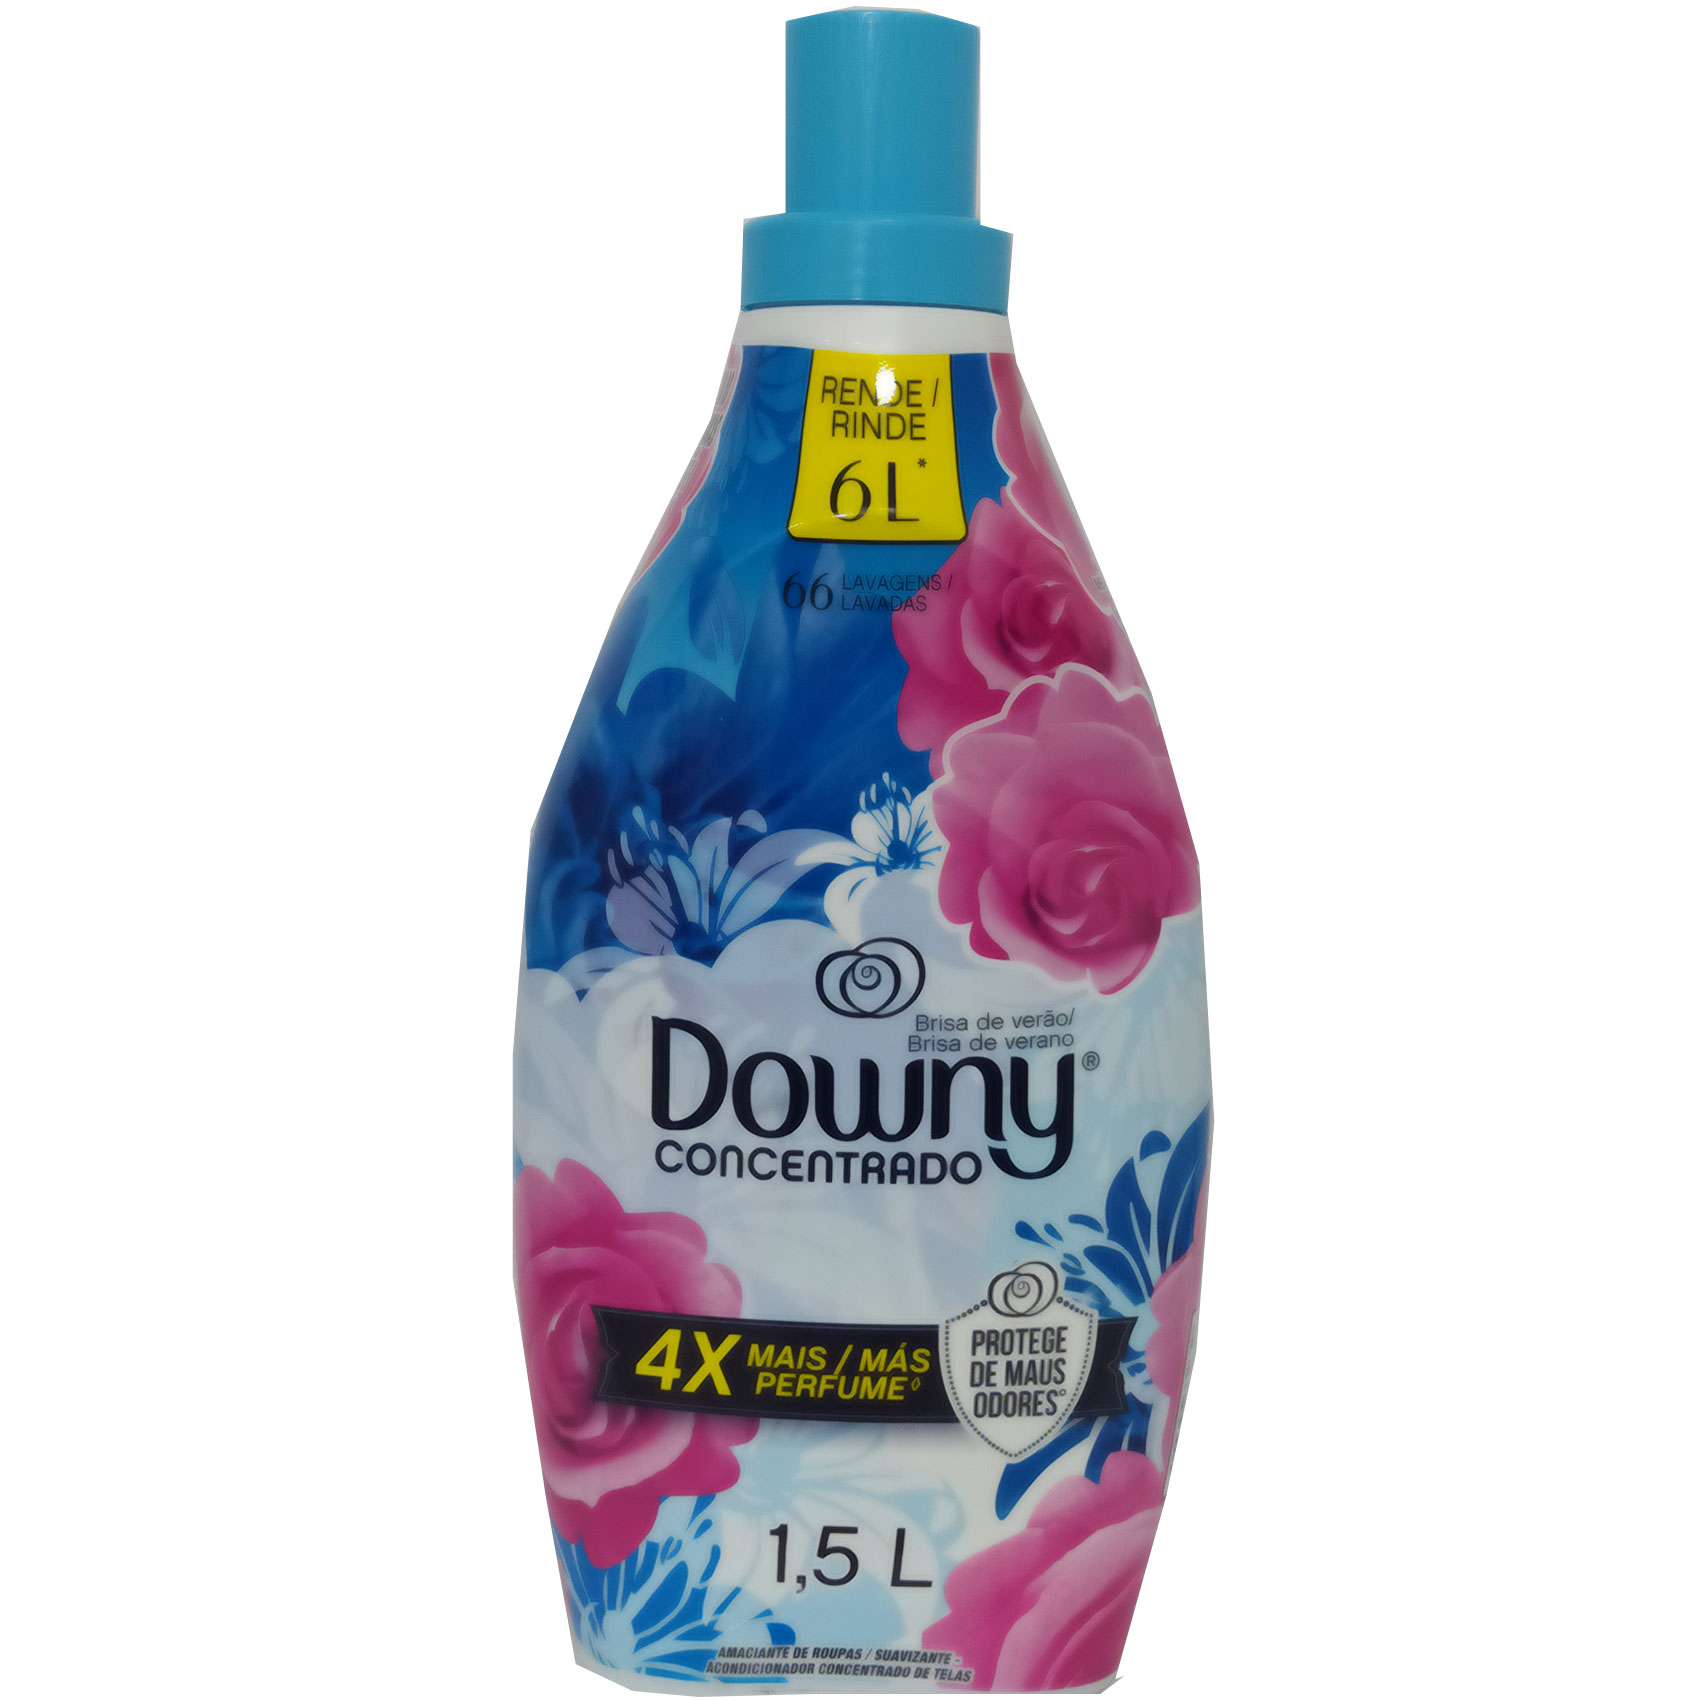 RENDE /
RINDE
6L*
66 LAVAGENS /
LAVADAS
Brisa de verão/
Brisa de verano
Downy®
CONCENTRADO
4X MAIS / MÁS
PERFUME◊
PROTEGE
DE MAUS
ODORES°
1,5 L
AMACIANTE DE ROUPAS / SUAVIZANTE -
ACONDICIONADOR CONCENTRADO DE TELAS